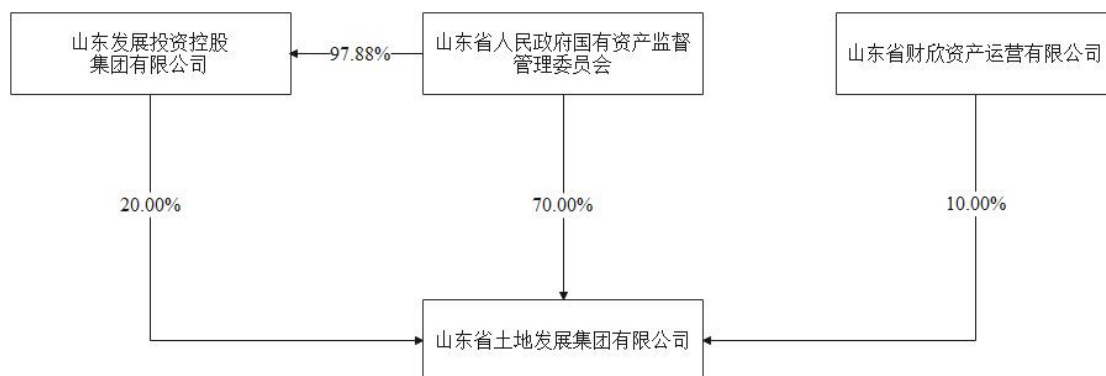 山东发展投资控股
集团有限公司
97.88%
山东省人民政府国有资产监督
管理委员会
山东省财欣资产运营有限公司
20.00%
70.00%
10.00%
山东省土地发展集团有限公司